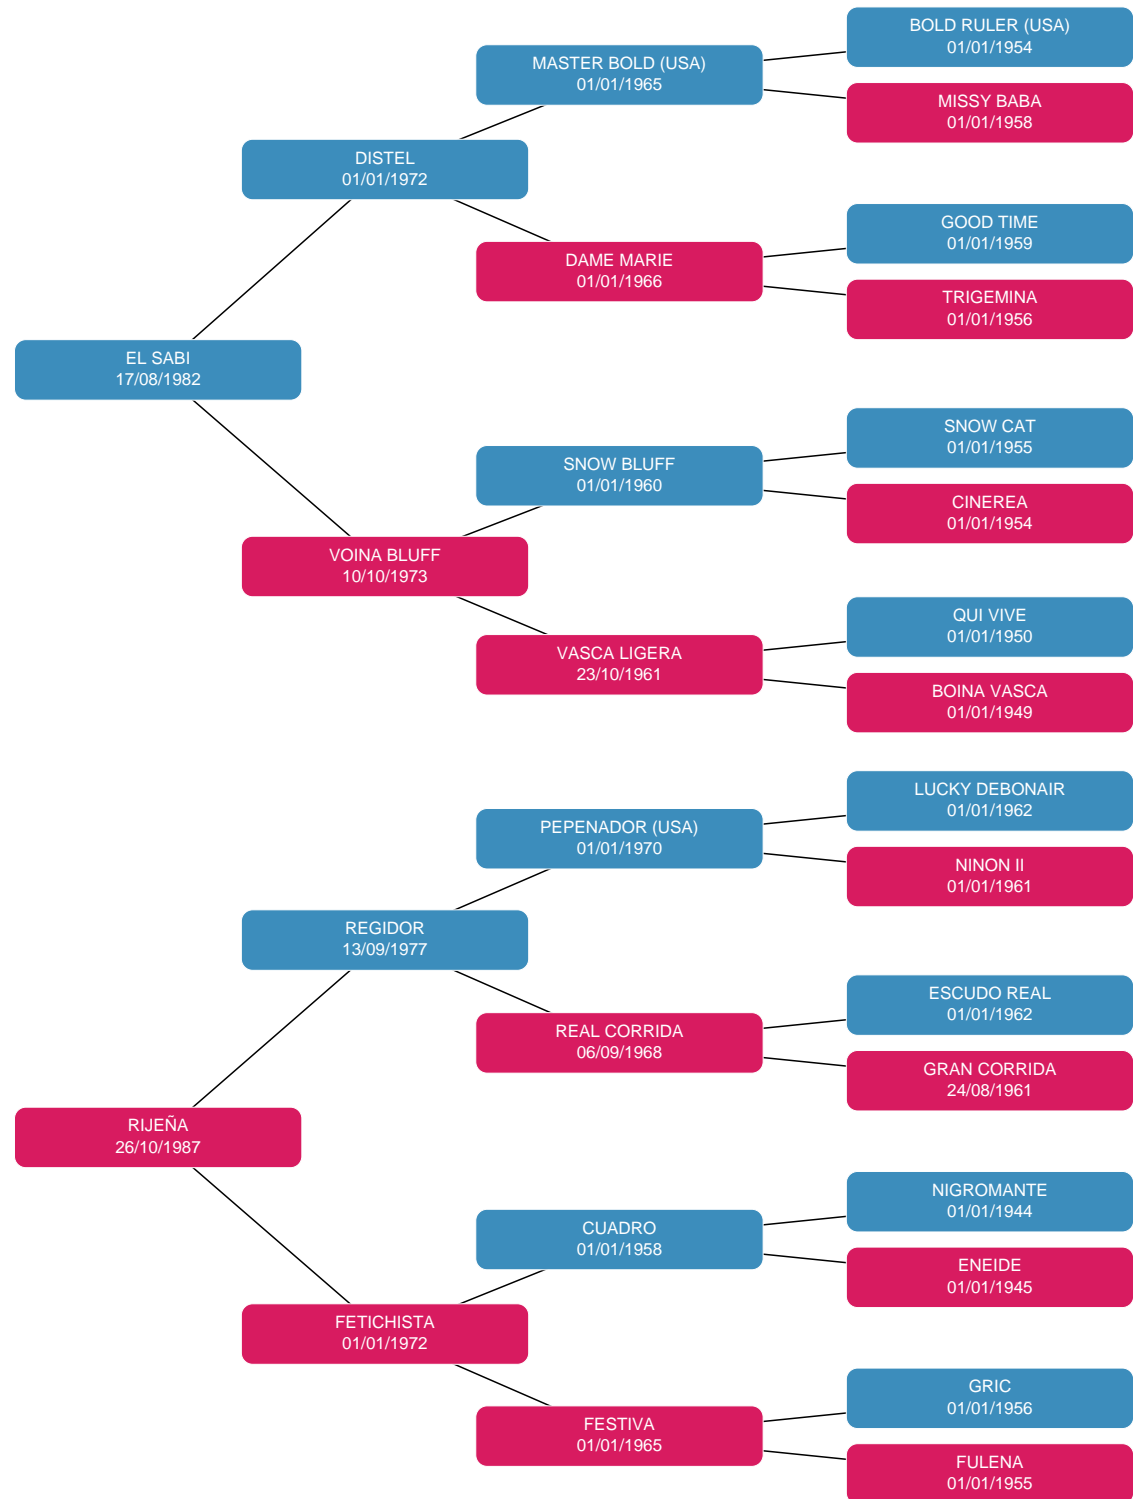 BOLD RULER (USA)
01/01/1954
MASTER BOLD (USA)
01/01/1965
MISSY BABA
01/01/1958
DISTEL
01/01/1972
GOOD TIME
01/01/1959
DAME MARIE
01/01/1966
TRIGEMINA
01/01/1956
EL SABI
17/08/1982
SNOW CAT
01/01/1955
SNOW BLUFF
01/01/1960
CINEREA
01/01/1954
VOINA BLUFF
10/10/1973
QUI VIVE
01/01/1950
VASCA LIGERA
23/10/1961
BOINA VASCA
01/01/1949
LUCKY DEBONAIR
01/01/1962
PEPENADOR (USA)
01/01/1970
NINON II
01/01/1961
REGIDOR
13/09/1977
ESCUDO REAL
01/01/1962
REAL CORRIDA
06/09/1968
GRAN CORRIDA
24/08/1961
RIJEÑA
26/10/1987
NIGROMANTE
01/01/1944
CUADRO
01/01/1958
ENEIDE
01/01/1945
FETICHISTA
01/01/1972
GRIC
01/01/1956
FESTIVA
01/01/1965
FULENA
01/01/1955